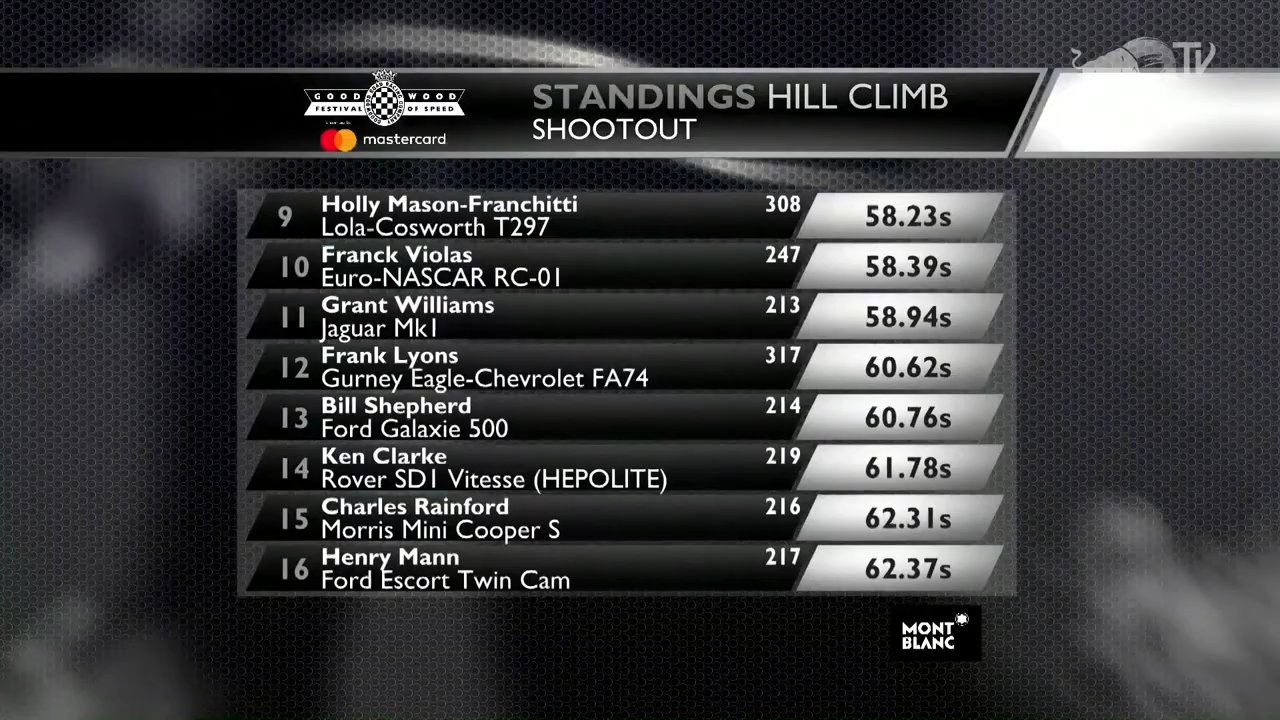 TV
GOODWOOD
FESTIVAL OF SPEED
mastercard
STANDINGS HILL CLIMB
SHOOTOUT
9 Holly Mason-Franchitti 308 58.23s
Lola-Cosworth T297
10 Franck Violas 247 58.39s
Euro-NASCAR RC-01
11 Grant Williams 213 58.94s
Jaguar Mk1
12 Frank Lyons 317 60.62s
Gurney Eagle-Chevrolet FA74
13 Bill Shepherd 214 60.76s
Ford Galaxie 500
14 Ken Clarke 219 61.78s
Rover SD1 Vitesse (HEPOLITE)
15 Charles Rainford 216 62.31s
Morris Mini Cooper S
16 Henry Mann 217 62.37s
Ford Escort Twin Cam
MONT
BLANC